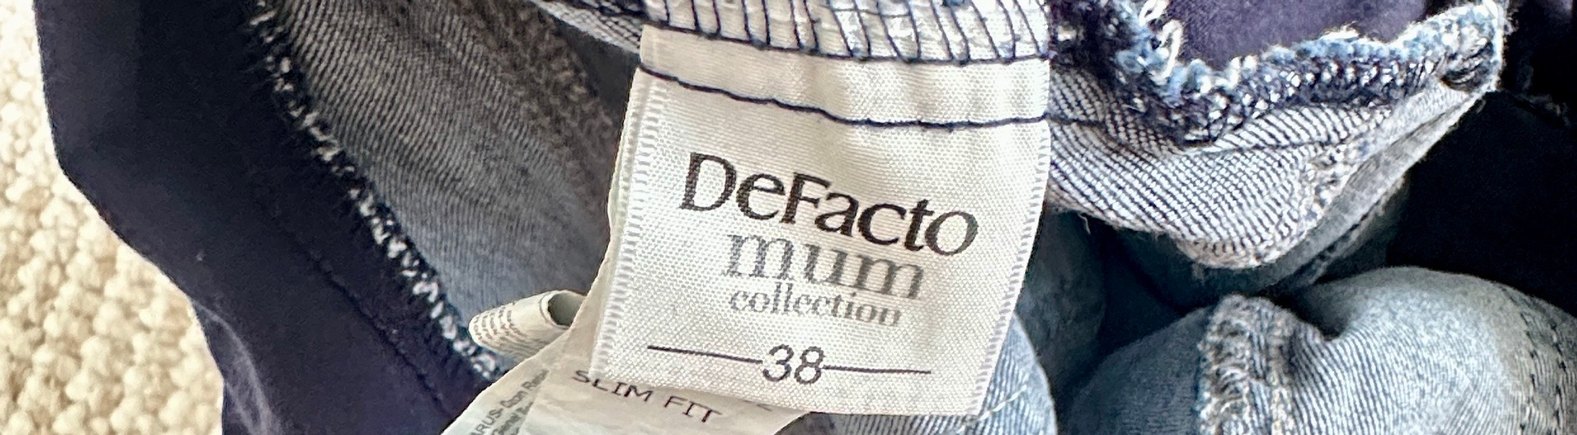 DeFacto
mum
collection
38
SLIM FIT